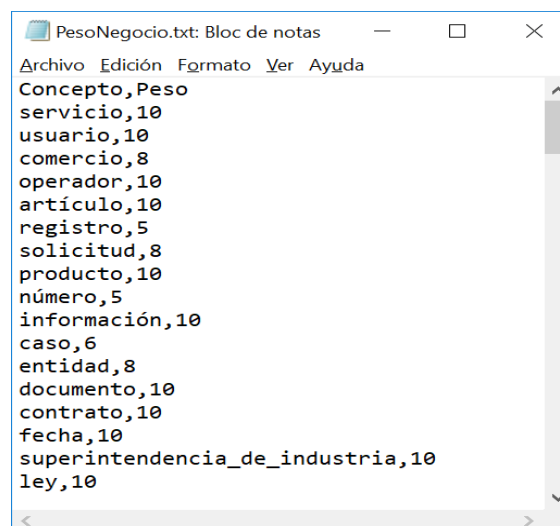 PesoNegocio.txt: Bloc de notas
Archivo Edición Formato Ver Ayuda
Concepto,Peso
servicio,10
usuario,10
comercio,8
operador,10
artículo,10
registro,5
solicitud,8
producto,10
número,5
información,10
caso,6
entidad,8
documento,10
contrato,10
fecha,10
superintendencia_de_industria,10
ley,10